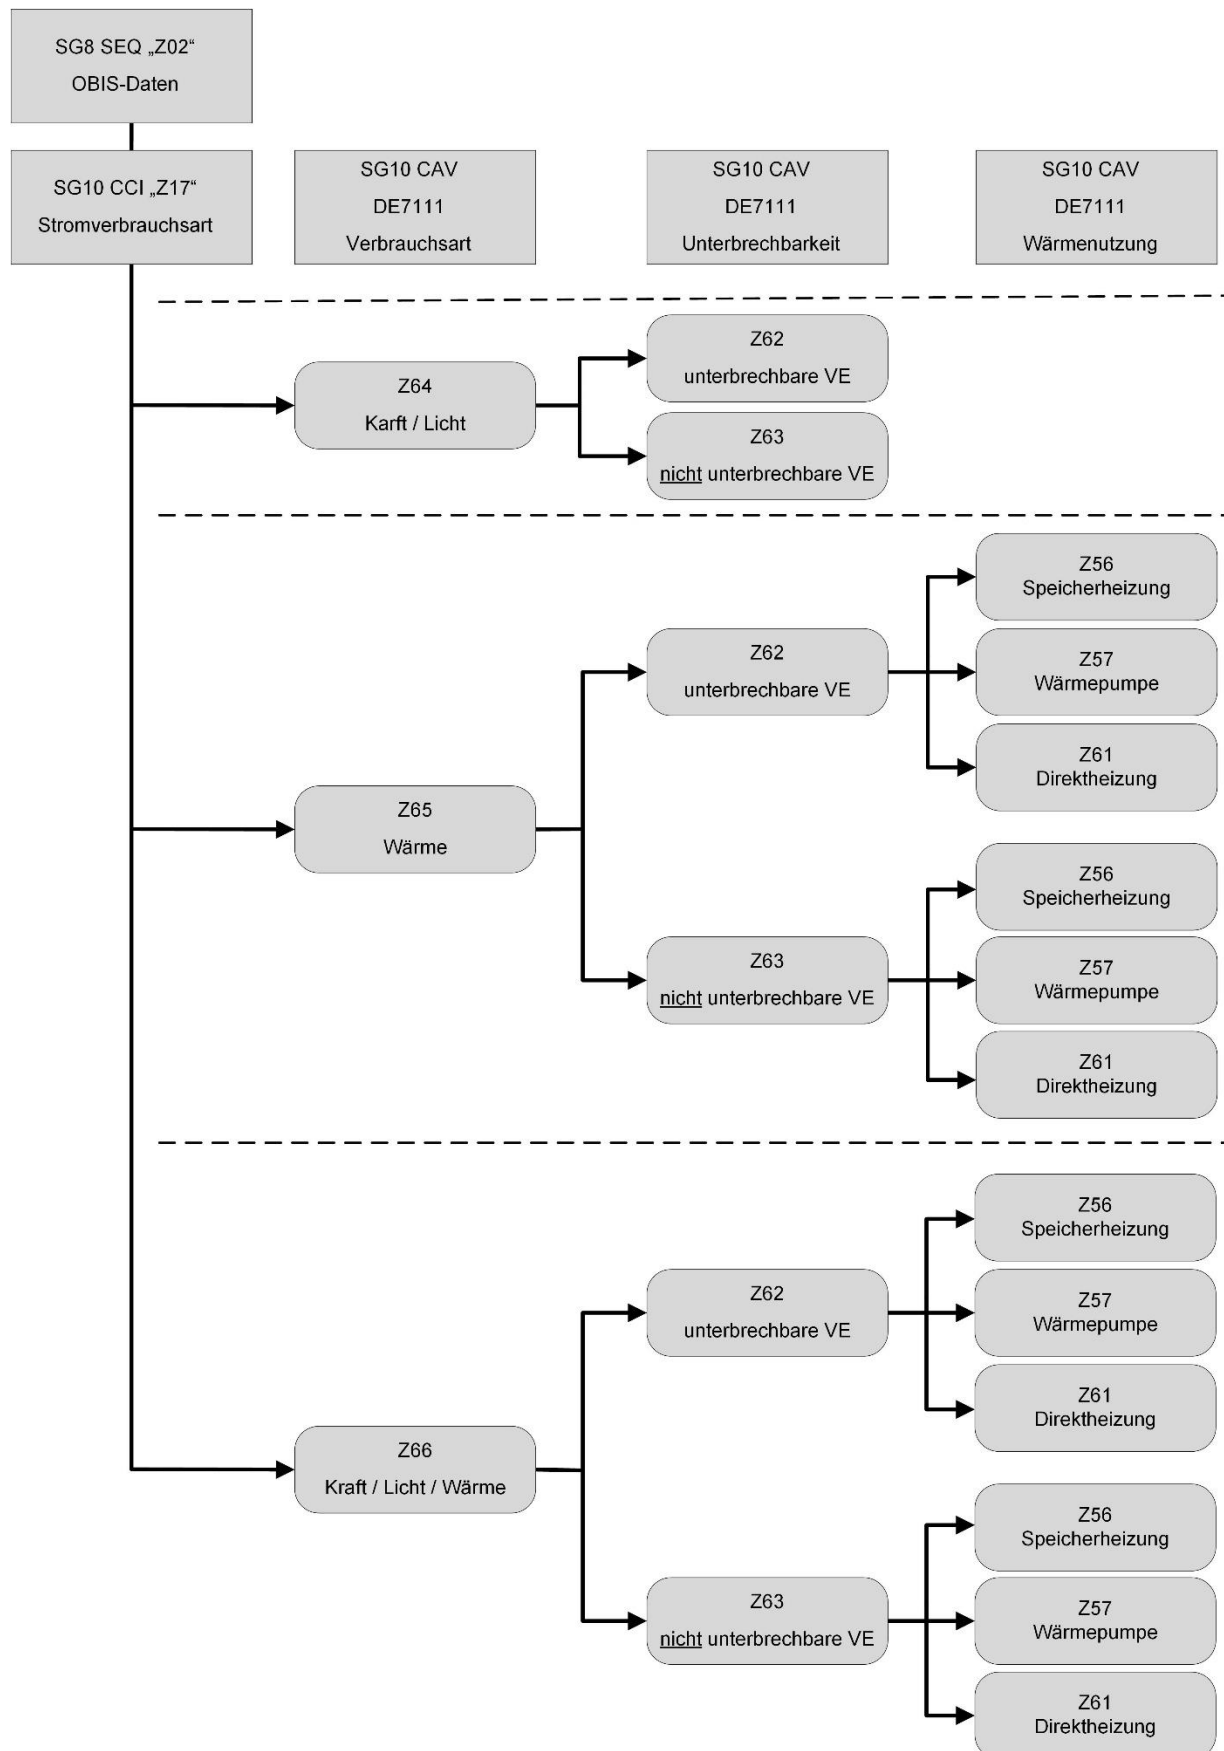 SG8 SEQ „Z02“
OBIS-Daten
SG10 CCI „Z17“
Stromverbrauchsart
SG10 CAV
DE7111
Verbrauchsart
SG10 CAV
DE7111
Unterbrechbarkeit
SG10 CAV
DE7111
Wärmenutzung
Z64
Karft / Licht
Z62
unterbrechbare VE
Z63
nicht unterbrechbare VE
Z65
Wärme
Z62
unterbrechbare VE
Z56
Speicherheizung
Z57
Wärmepumpe
Z61
Direktheizung
Z63
nicht unterbrechbare VE
Z56
Speicherheizung
Z57
Wärmepumpe
Z61
Direktheizung
Z66
Kraft / Licht / Wärme
Z62
unterbrechbare VE
Z56
Speicherheizung
Z57
Wärmepumpe
Z61
Direktheizung
Z63
nicht unterbrechbare VE
Z56
Speicherheizung
Z57
Wärmepumpe
Z61
Direktheizung